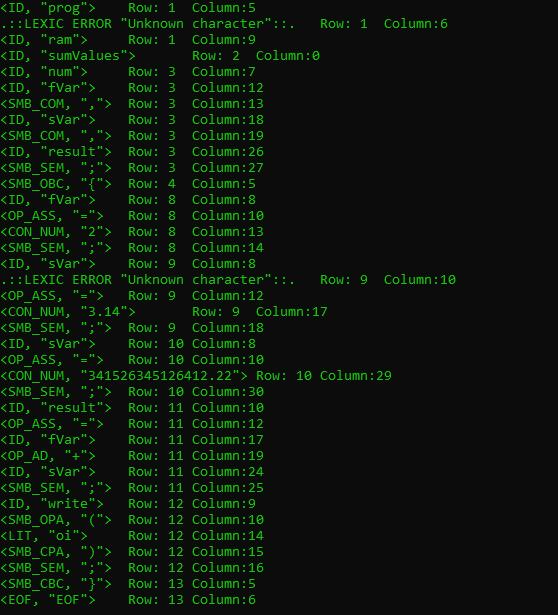 <ID, "prog">  Row: 1  Column:5
.::LEXIC ERROR "Unknown character"::.   Row: 1  Column:6
<ID, "ram">     Row: 1  Column:9
<ID, "sumValues">       Row: 2  Column:0
<ID, "num">     Row: 3  Column:7
<ID, "fVar">    Row: 3  Column:12
<SMB_COM, ",">  Row: 3  Column:13
<ID, "sVar">    Row: 3  Column:18
<SMB_COM, ",">  Row: 3  Column:19
<ID, "result">  Row: 3  Column:26
<SMB_SEM, ";">  Row: 3  Column:27
<SMB_OBC, "{">  Row: 4  Column:5
<ID, "fVar">    Row: 8  Column:8
<OP_ASS, "=">   Row: 8  Column:10
<CON_NUM, "2">  Row: 8  Column:13
<SMB_SEM, ";">  Row: 8  Column:14
<ID, "sVar">    Row: 9  Column:8
.::LEXIC ERROR "Unknown character"::.   Row: 9  Column:10
<OP_ASS, "=">   Row: 9  Column:12
<CON_NUM, "3.14">       Row: 9  Column:17
<SMB_SEM, ";">  Row: 9  Column:18
<ID, "sVar">    Row: 10 Column:8
<OP_ASS, "=">   Row: 10 Column:10
<CON_NUM, "341526345126412.22"> Row: 10 Column:29
<SMB_SEM, ";">  Row: 10 Column:30
<ID, "result">  Row: 11 Column:10
<OP_ASS, "=">   Row: 11 Column:12
<ID, "fVar">    Row: 11 Column:17
<OP_AD, "+">    Row: 11 Column:19
<ID, "sVar">    Row: 11 Column:24
<SMB_SEM, ";">  Row: 11 Column:25
<ID, "write">   Row: 12 Column:9
<SMB_OPA, "(">  Row: 12 Column:10
<LIT, "oi">     Row: 12 Column:14
<SMB_CPA, ")">  Row: 12 Column:15
<SMB_SEM, ";">  Row: 12 Column:16
<SMB_CBC, "}">  Row: 13 Column:5
<EOF, "EOF">    Row: 13 Column:6